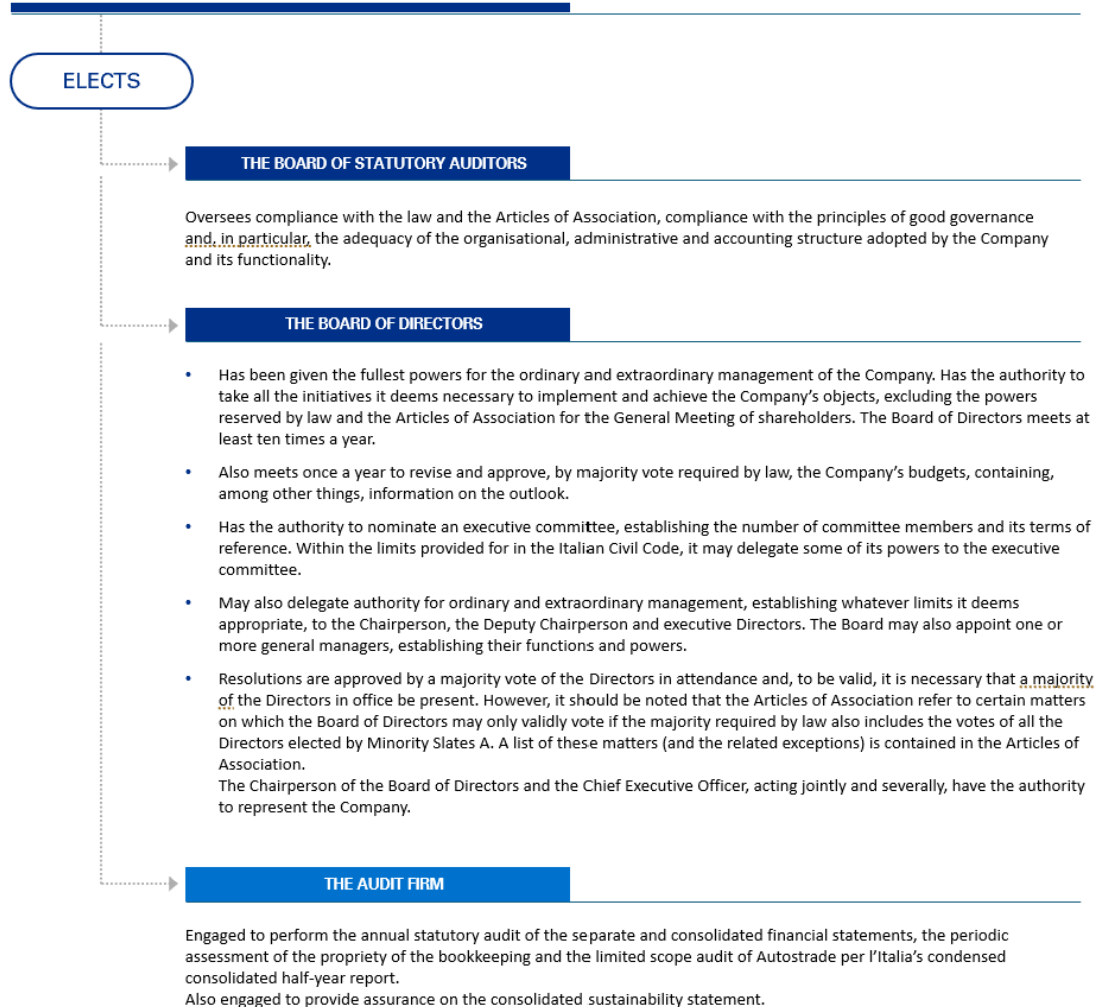 ELECTS
THE BOARD OF STATUTORY AUDITORS
Oversees compliance with the law and the Articles of Association, compliance with the principles of good governance
and, in particular, the adequacy of the organisational, administrative and accounting structure adopted by the Company
and its functionality.
THE BOARD OF DIRECTORS
• Has been given the fullest powers for the ordinary and extraordinary management of the Company. Has the authority to
take all the initiatives it deems necessary to implement and achieve the Company’s objects, excluding the powers
reserved by law and the Articles of Association for the General Meeting of shareholders. The Board of Directors meets at
least ten times a year.
• Also meets once a year to revise and approve, by majority vote required by law, the Company’s budgets, containing,
among other things, information on the outlook.
• Has the authority to nominate an executive committee, establishing the number of committee members and its terms of
reference. Within the limits provided for in the Italian Civil Code, it may delegate some of its powers to the executive
committee.
• May also delegate authority for ordinary and extraordinary management, establishing whatever limits it deems
appropriate, to the Chairperson, the Deputy Chairperson and executive Directors. The Board may also appoint one or
more general managers, establishing their functions and powers.
• Resolutions are approved by a majority vote of the Directors in attendance and, to be valid, it is necessary that a majority
of the Directors in office be present. However, it should be noted that the Articles of Association refer to certain matters
on which the Board of Directors may only validly vote if the majority required by law also includes the votes of all the
Directors elected by Minority Slates A. A list of these matters (and the related exceptions) is contained in the Articles of
Association.
The Chairperson of the Board of Directors and the Chief Executive Officer, acting jointly and severally, have the authority
to represent the Company.
THE AUDIT FIRM
Engaged to perform the annual statutory audit of the separate and consolidated financial statements, the periodic
assessment of the propriety of the bookkeeping and the limited scope audit of Autostrade per l’Italia’s condensed
consolidated half-year report.
Also engaged to provide assurance on the consolidated sustainability statement.